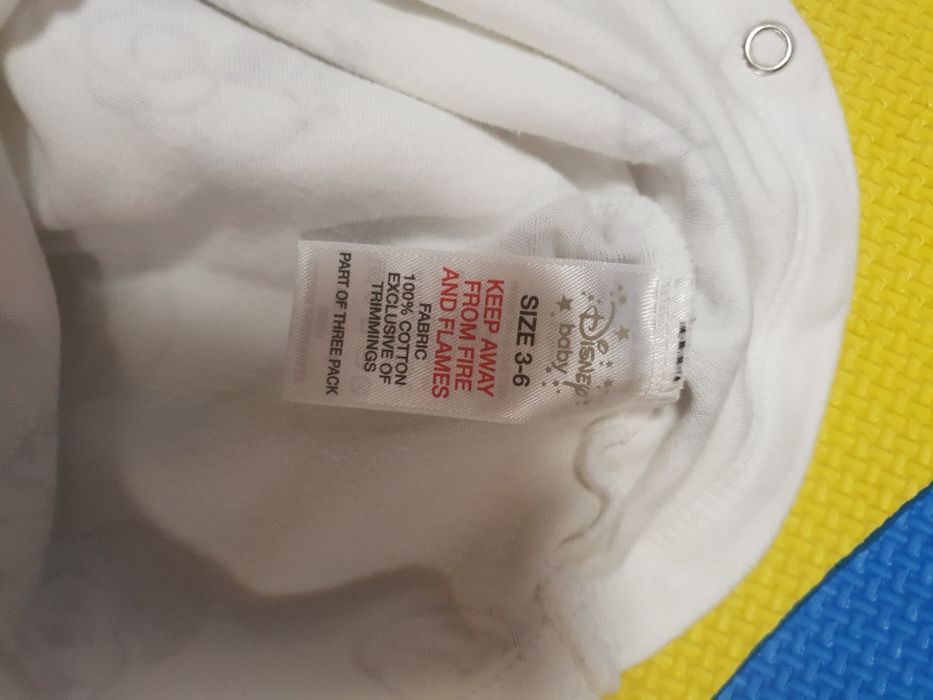 Disney
baby
SIZE 3-6
KEEP AWAY
FROM FIRE
AND FLAMES
FABRIC
100% COTTON
EXCLUSIVE OF
TRIMMINGS
PART OF THREE PACK